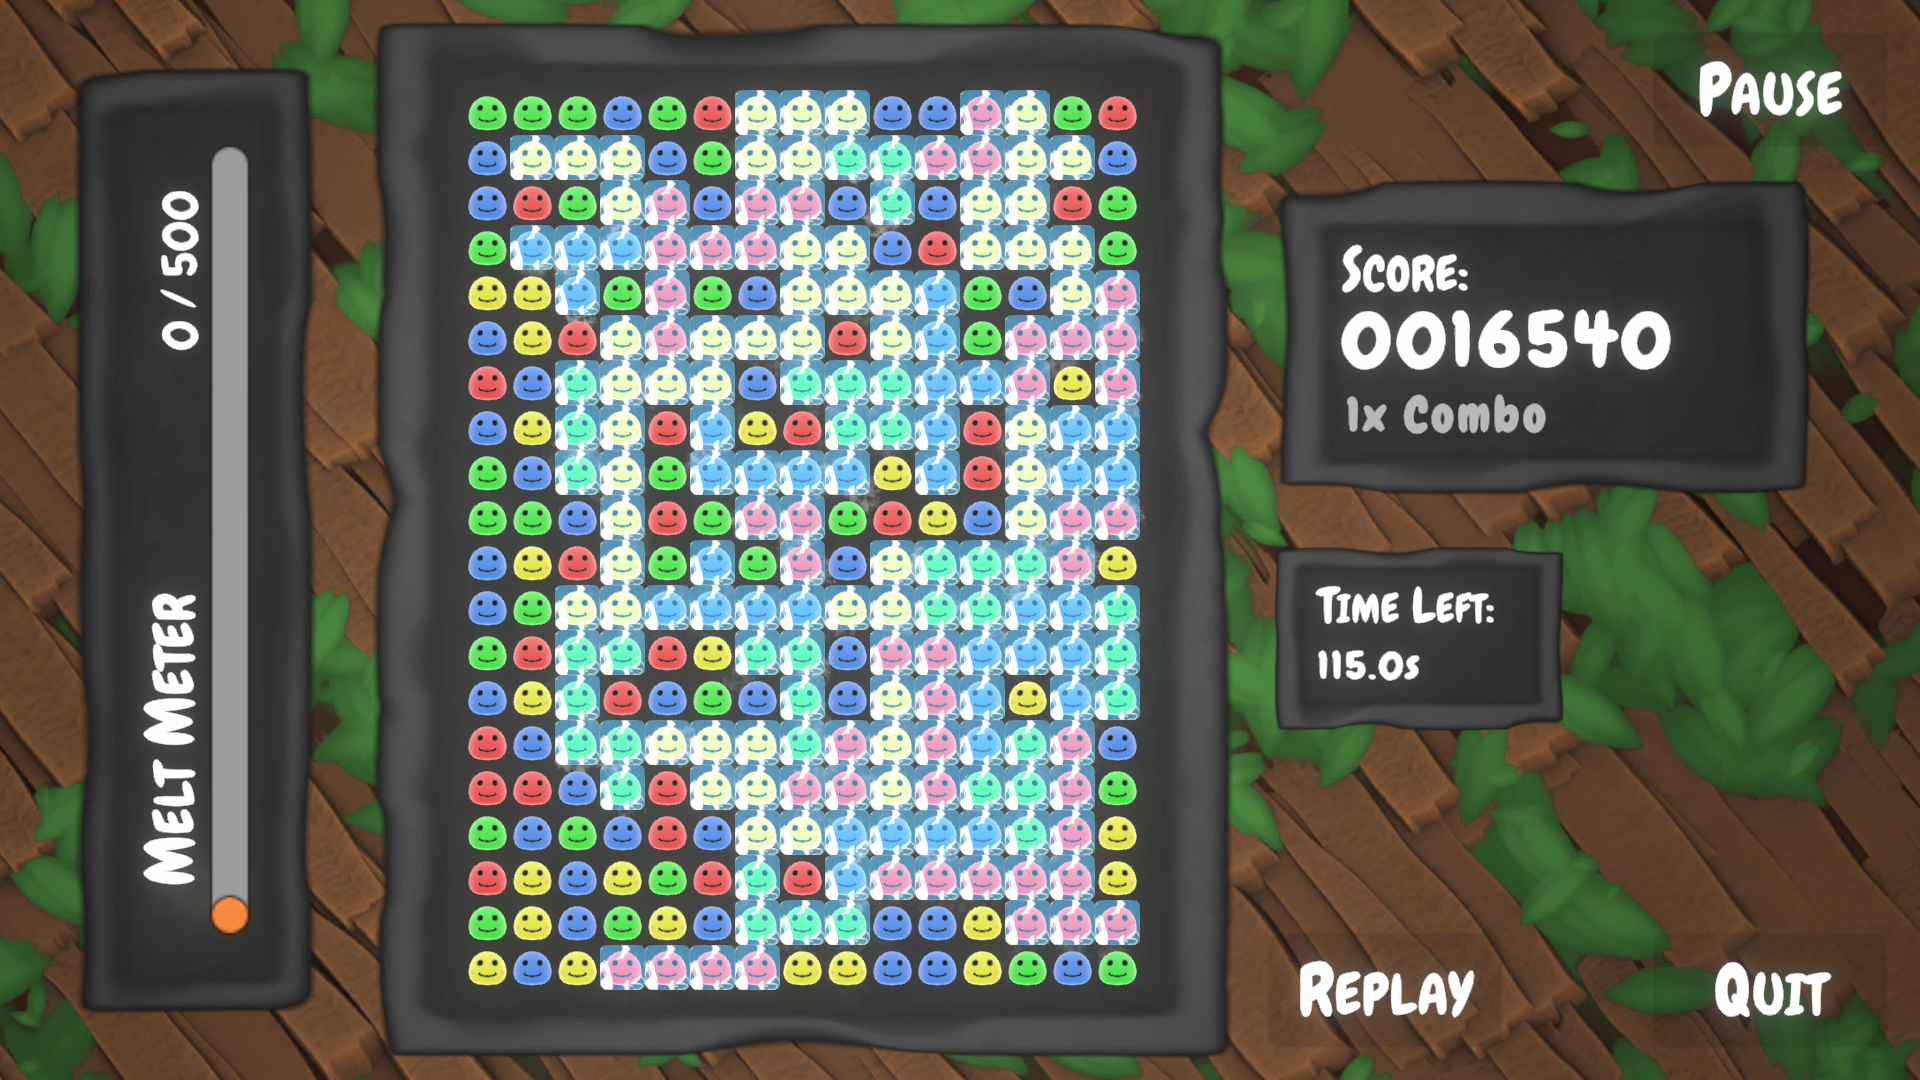 0 / 500
MELT METER
PAUSE
SCORE:
0016540
1x Combo
TIME LEFT:
115.0s
REPLAY
QUIT